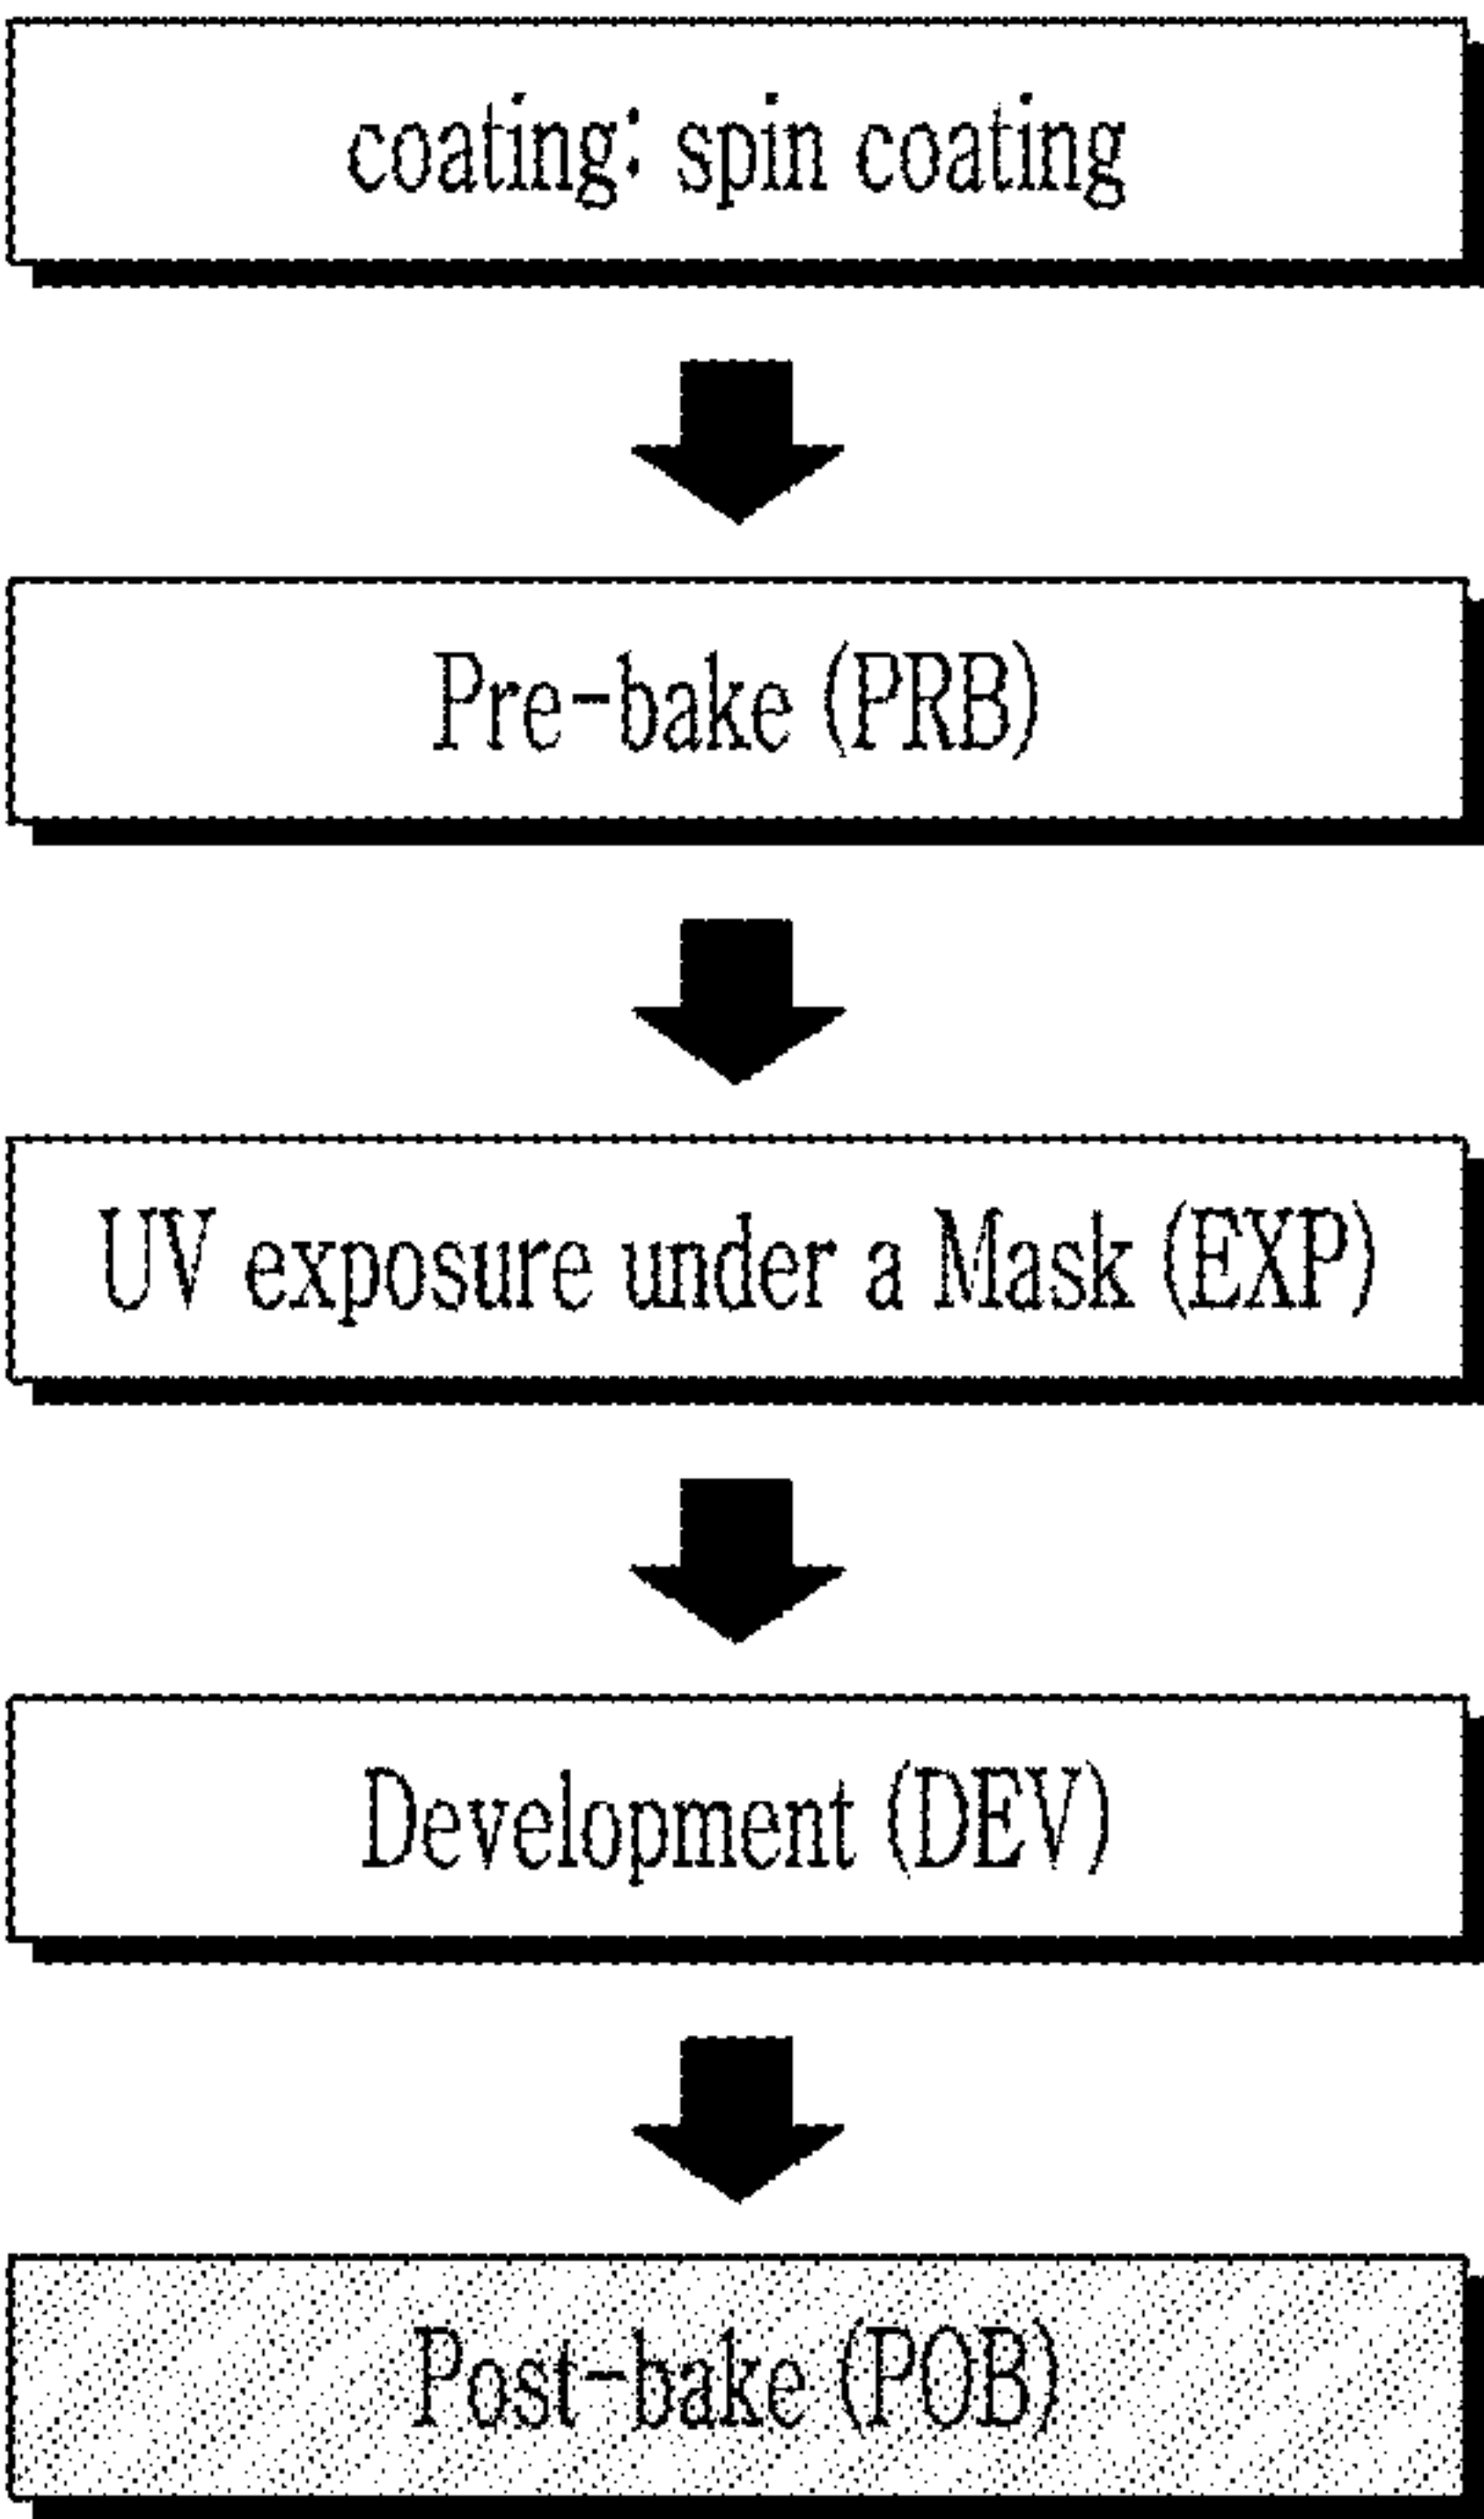 coating: spin coating
Pre-bake (PRB)
UV exposure under a Mask (EXP)
Development (DEV)
Post-bake (POB)